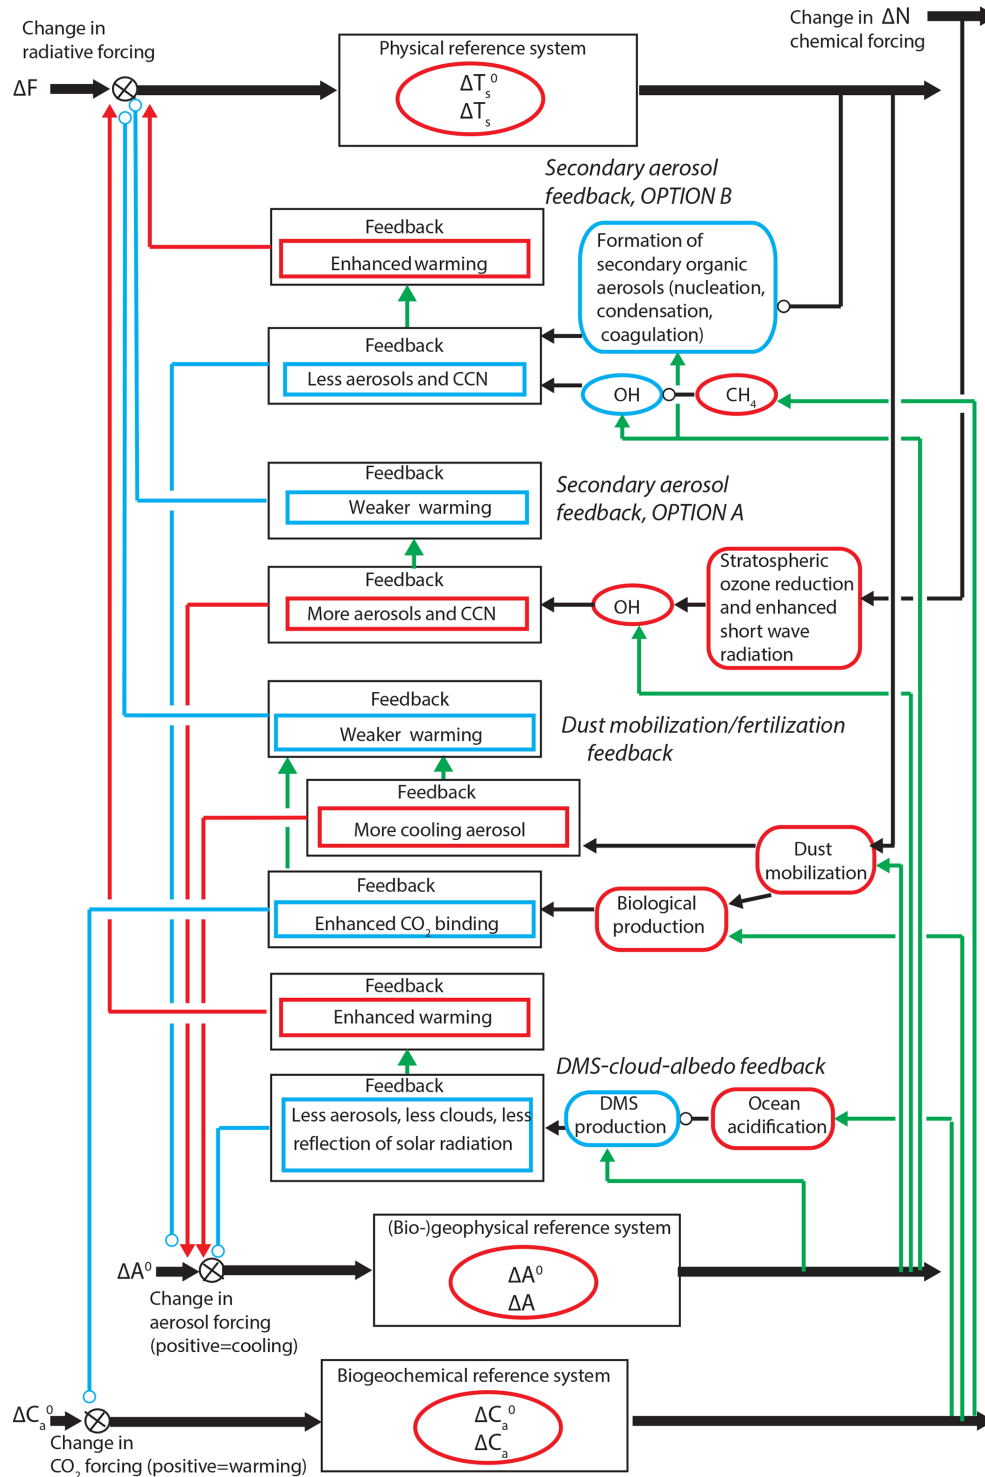 Change in ΔN
chemical forcing
Change in
radiative forcing
ΔF
Physical reference system
ΔTₛ⁰
ΔTₛ
Secondary aerosol
feedback, OPTION B
Feedback
Enhanced warming
Formation of
secondary organic
aerosols (nucleation,
condensation,
coagulation)
Feedback
Less aerosols and CCN
OH
CH₄
Feedback
Weaker warming
Secondary aerosol
feedback, OPTION A
Feedback
More aerosols and CCN
OH
Stratospheric
ozone reduction
and enhanced
short wave
radiation
Feedback
Weaker warming
Dust mobilization/fertilization
feedback
Feedback
More cooling aerosol
Dust
mobilization
Feedback
Enhanced CO₂ binding
Biological
production
Feedback
Enhanced warming
DMS-cloud-albedo feedback
Feedback
Less aerosols, less clouds, less
reflection of solar radiation
DMS
production
Ocean
acidification
(Bio-)geophysical reference system
ΔA⁰
ΔA
ΔA⁰
Change in
aerosol forcing
(positive=cooling)
Biogeochemical reference system
ΔCₐ⁰
ΔCₐ
ΔCₐ⁰
Change in
CO₂ forcing (positive=warming)